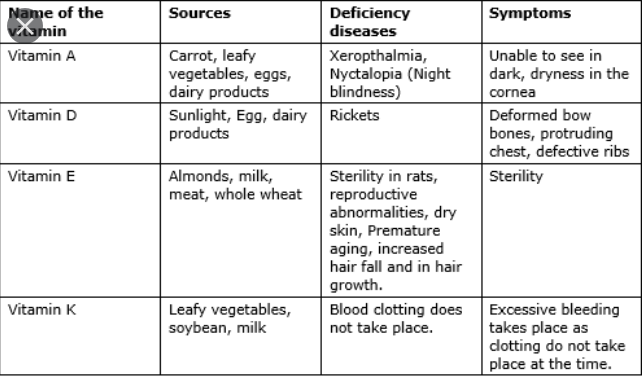 Name of the vitamin
Sources
Deficiency diseases
Symptoms
Vitamin A
Carrot, leafy
vegetables, eggs,
dairy products
Xeropthalmia,
Nyctalopia (Night
blindness)
Unable to see in
dark, dryness in the
cornea
Vitamin D
Sunlight, Egg, dairy
products
Rickets
Deformed bow
bones, protruding
chest, defective ribs
Vitamin E
Almonds, milk,
meat, whole wheat
Sterility in rats,
reproductive
abnormalities, dry
skin, Premature
aging, increased
hair fall and in hair
growth.
Sterility
Vitamin K
Leafy vegetables,
soybean, milk
Blood clotting does
not take place.
Excessive bleeding
takes place as
clotting do not take
place at the time.